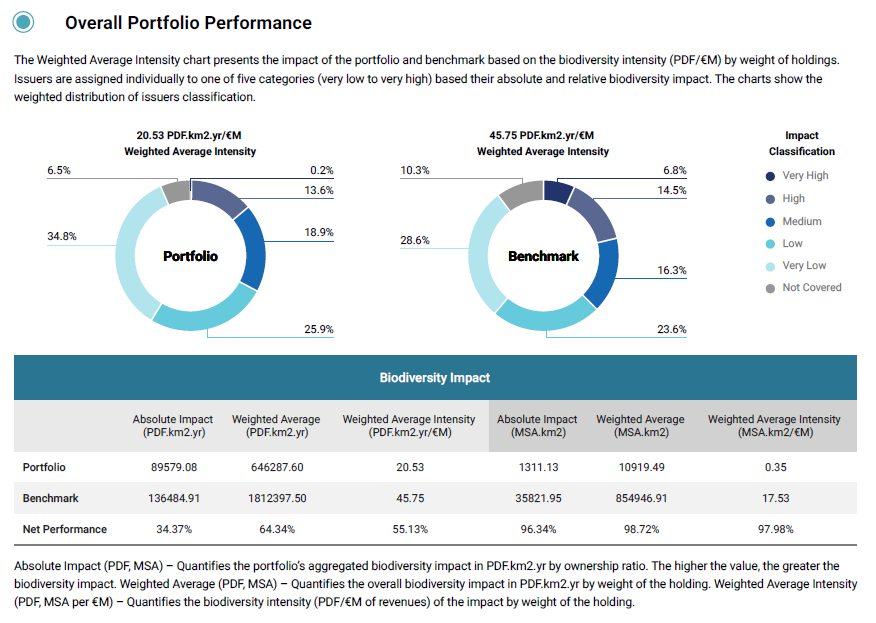 Overall Portfolio Performance
The Weighted Average Intensity chart presents the impact of the portfolio and benchmark based on the biodiversity intensity (PDF/€M) by weight of holdings.
Issuers are assigned individually to one of five categories (very low to very high) based their absolute and relative biodiversity impact. The charts show the
weighted distribution of issuers classification.
20.53 PDF.km2.yr/€M
Weighted Average Intensity
6.5%
0.2%
13.6%
34.8%
18.9%
Portfolio
25.9%
45.75 PDF.km2.yr/€M
Weighted Average Intensity
10.3%
6.8%
14.5%
28.6%
Benchmark
16.3%
23.6%
Impact
Classification
Very High
High
Medium
Low
Very Low
Not Covered
Biodiversity Impact
Absolute Impact (PDF.km2.yr) Weighted Average (PDF.km2.yr) Weighted Average Intensity (PDF.km2.yr/€M) Absolute Impact (MSA.km2) Weighted Average (MSA.km2) Weighted Average Intensity (MSA.km2/€M)
Portfolio 89579.08 646287.60 20.53 1311.13 10919.49 0.35
Benchmark 136484.91 1812397.50 45.75 35821.95 854946.91 17.53
Net Performance 34.37% 64.34% 55.13% 96.34% 98.72% 97.98%
Absolute Impact (PDF, MSA) – Quantifies the portfolio's aggregated biodiversity impact in PDF.km2.yr by ownership ratio. The higher the value, the greater the
biodiversity impact. Weighted Average (PDF, MSA) – Quantifies the overall biodiversity impact in PDF.km2.yr by weight of the holding. Weighted Average Intensity
(PDF, MSA per €M) – Quantifies the biodiversity intensity (PDF/€M of revenues) of the impact by weight of the holding.